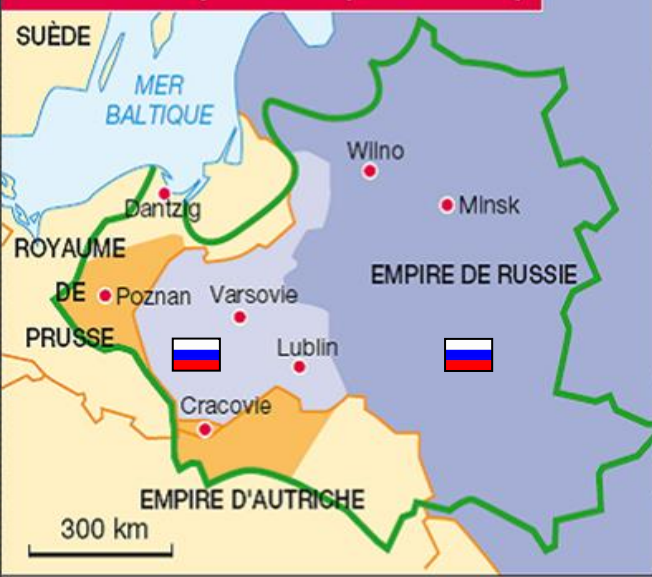 SUÈDE
MER
BALTIQUE
Wilno
Minsk
Dantzig
ROYAUME
DE
PRUSSE
Poznan
Varsovie
EMPIRE DE RUSSIE
Lublin
Cracovie
EMPIRE D'AUTRICHE
300 km